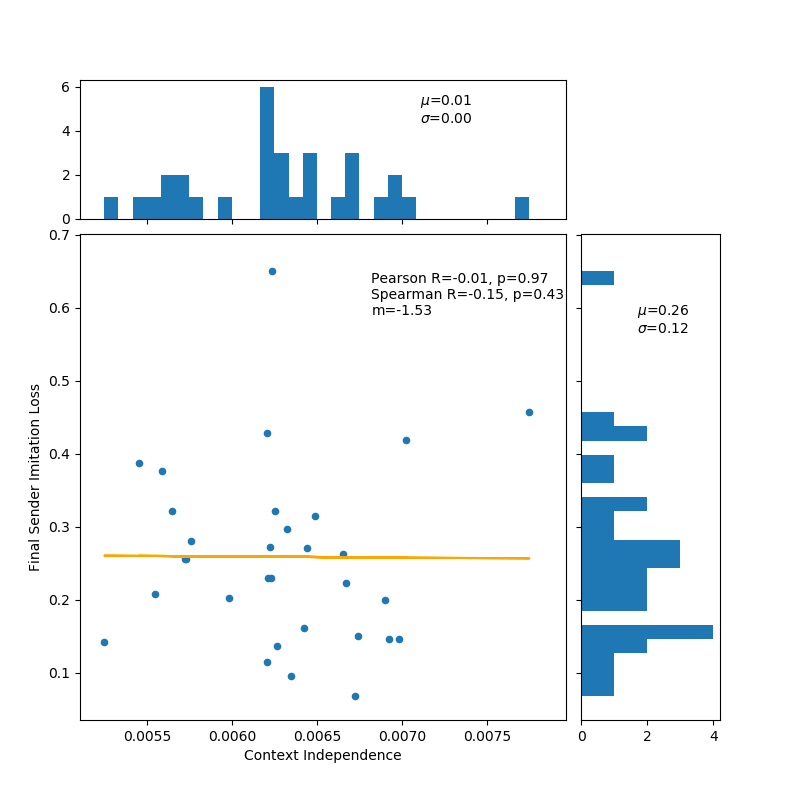 6
4
2
0
μ=0.01
σ=0.00
0.7
0.6
0.5
0.4
0.3
0.2
0.1
Final Sender Imitation Loss
Pearson R=-0.01, p=0.97
Spearman R=-0.15, p=0.43
m=-1.53
0.0055 0.0060 0.0065 0.0070 0.0075
Context Independence
μ=0.26
σ=0.12
0 2 4